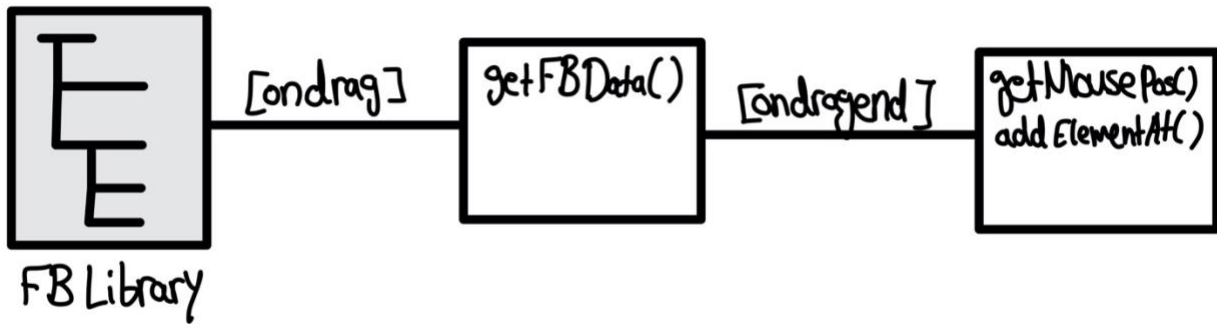 [ondrag]
getFBData()
[ondragend]
getMousePos()
addElementAt()
FB Library